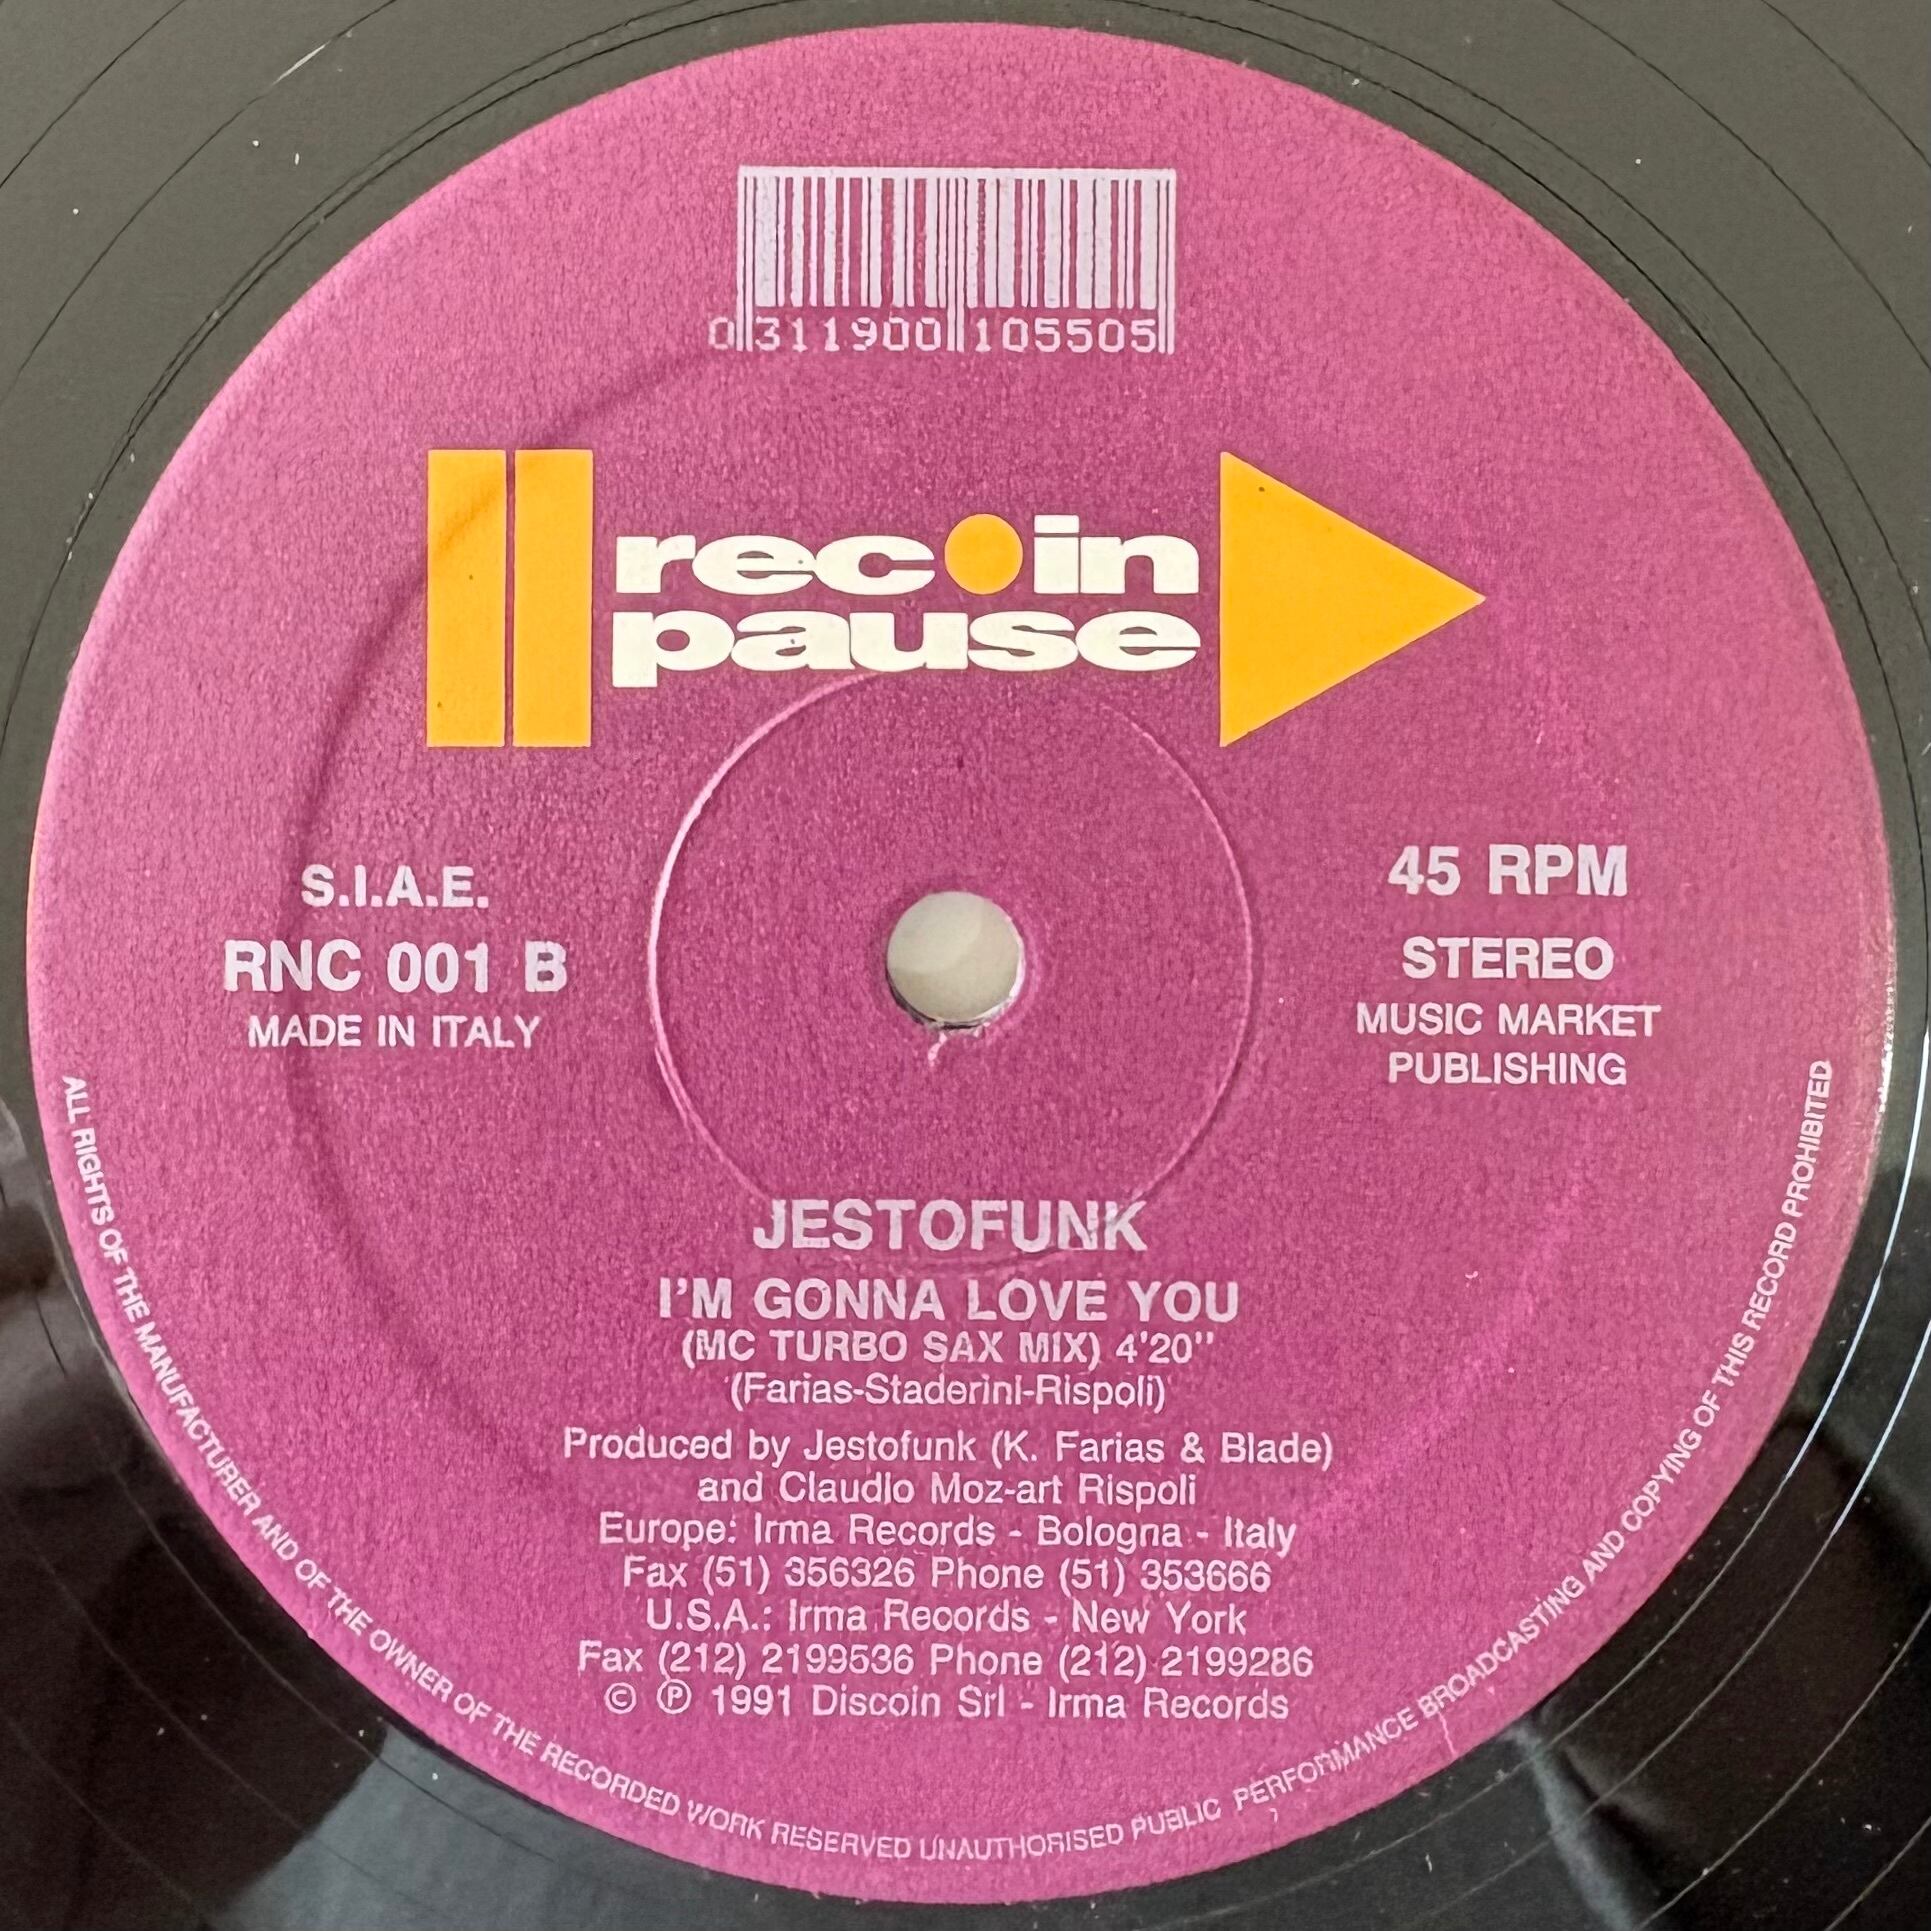 0 311900 105505
rec in
pause
S.I.A.E.
RNC 001 B
MADE IN ITALY
45 RPM
STEREO
MUSIC MARKET
PUBLISHING
JESTOFUNK
I'M GONNA LOVE YOU
(MC TURBO SAX MIX) 4'20''
(Farias-Staderini-Rispoli)
Produced by Jestofunk (K. Farias & Blade)
and Claudio Moz-art Rispoli
Europe: Irma Records - Bologna - Italy
Fax (51) 356326 Phone (51) 353666
U.S.A.: Irma Records - New York
Fax (212) 2199536 Phone (212) 2199286
© ℗ 1991 Discoin Srl - Irma Records
ALL RIGHTS OF THE MANUFACTURER AND OF THE OWNER OF THE RECORDED WORK RESERVED UNAUTHORISED PUBLIC PERFORMANCE BROADCASTING AND COPYING OF THIS RECORD PROHIBITED